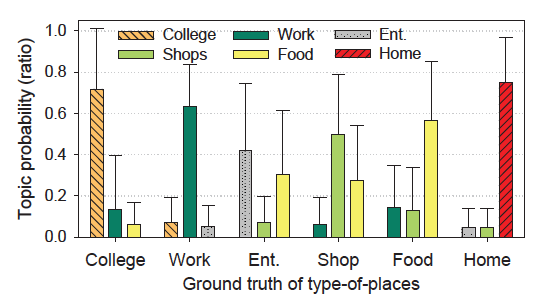 Topic probability (ratio)
1.0
0.8
0.6
0.4
0.2
0.0
College Work Ent.
Shops Food Home
College Work Ent. Shop Food Home
Ground truth of type-of-places